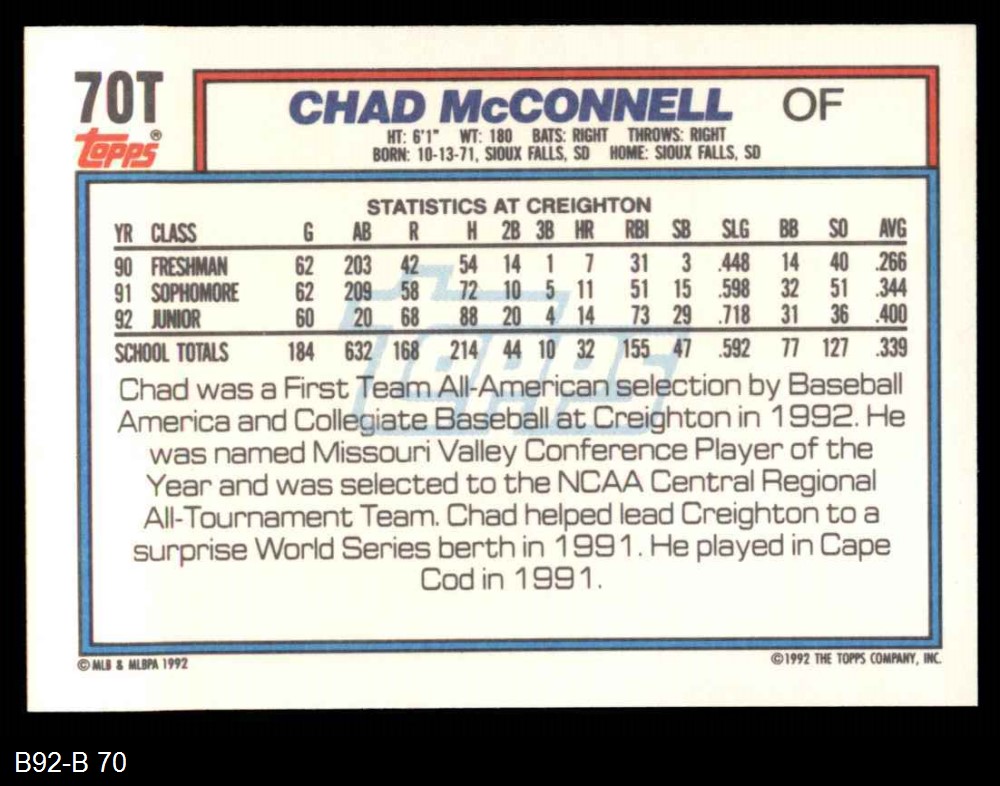 70T
Topps®
CHAD McCONNELL OF
HT: 6'1" WT: 180 BATS: RIGHT THROWS: RIGHT
BORN: 10-13-71, SIOUX FALLS, SD HOME: SIOUX FALLS, SD
STATISTICS AT CREIGHTON
YR CLASS G AB R H 2B 3B HR RBI SB SLG BB SO AVG
90 FRESHMAN 62 203 42 54 14 1 7 31 3 .448 14 40 .266
91 SOPHOMORE 62 209 58 72 10 5 11 51 15 .598 32 51 .344
92 JUNIOR 60 20 68 88 20 4 14 73 29 .718 31 36 .400
SCHOOL TOTALS 184 632 168 214 44 10 32 155 47 .592 77 127 .339
Topps
Chad was a First Team All-American selection by Baseball
America and Collegiate Baseball at Creighton in 1992. He
was named Missouri Valley Conference Player of the
Year and was selected to the NCAA Central Regional
All-Tournament Team. Chad helped lead Creighton to a
surprise World Series berth in 1991. He played in Cape
Cod in 1991.
© MLB & MLBPA 1992
©1992 THE TOPPS COMPANY, INC.
B92-B 70